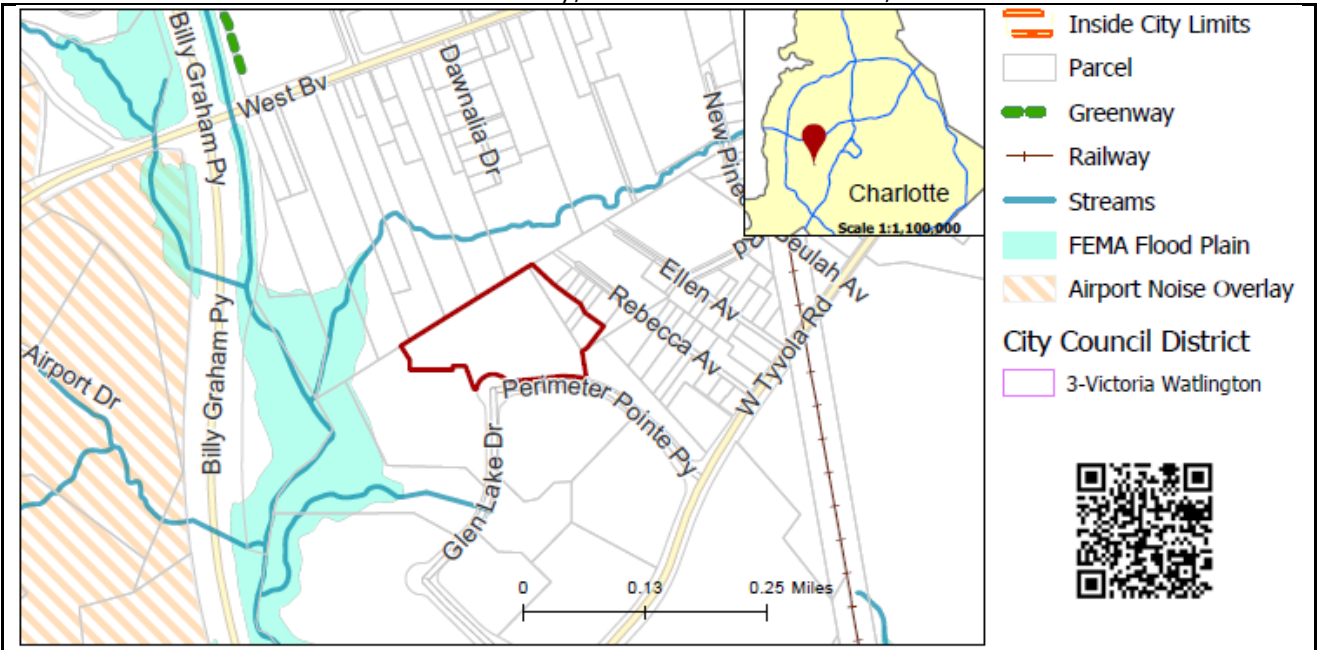 Inside City Limits
Parcel
Greenway
Railway
Streams
FEMA Flood Plain
Airport Noise Overlay
City Council District
3-Victoria Watlington
Billy Graham Py
West Bv
Dawnalia Dr
New Pine
Charlotte
Scale 1:1,100,000
Rd
Beulah Av
Ellen Av
Rebecca Av
W Tyvola Rd
Billy Graham Py
Airport Dr
Perimeter Pointe Py
Glen Lake Dr
0 0.13 0.25 Miles